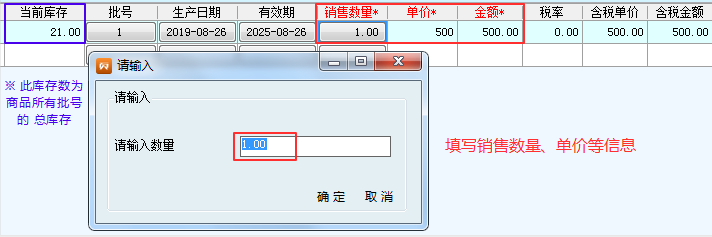 当前库存 批号 生产日期 有效期 销售数量* 单价* 金额* 税率 含税单价 含税金额
21.00 1 2019-08-26 2025-08-26 1.00 500 500.00 0.00 500.00 500.00
※ 此库存数为
商品所有批号
的 总库存
请输入
请输入
请输入数量 1.00
确 定 取 消
填写销售数量、单价等信息